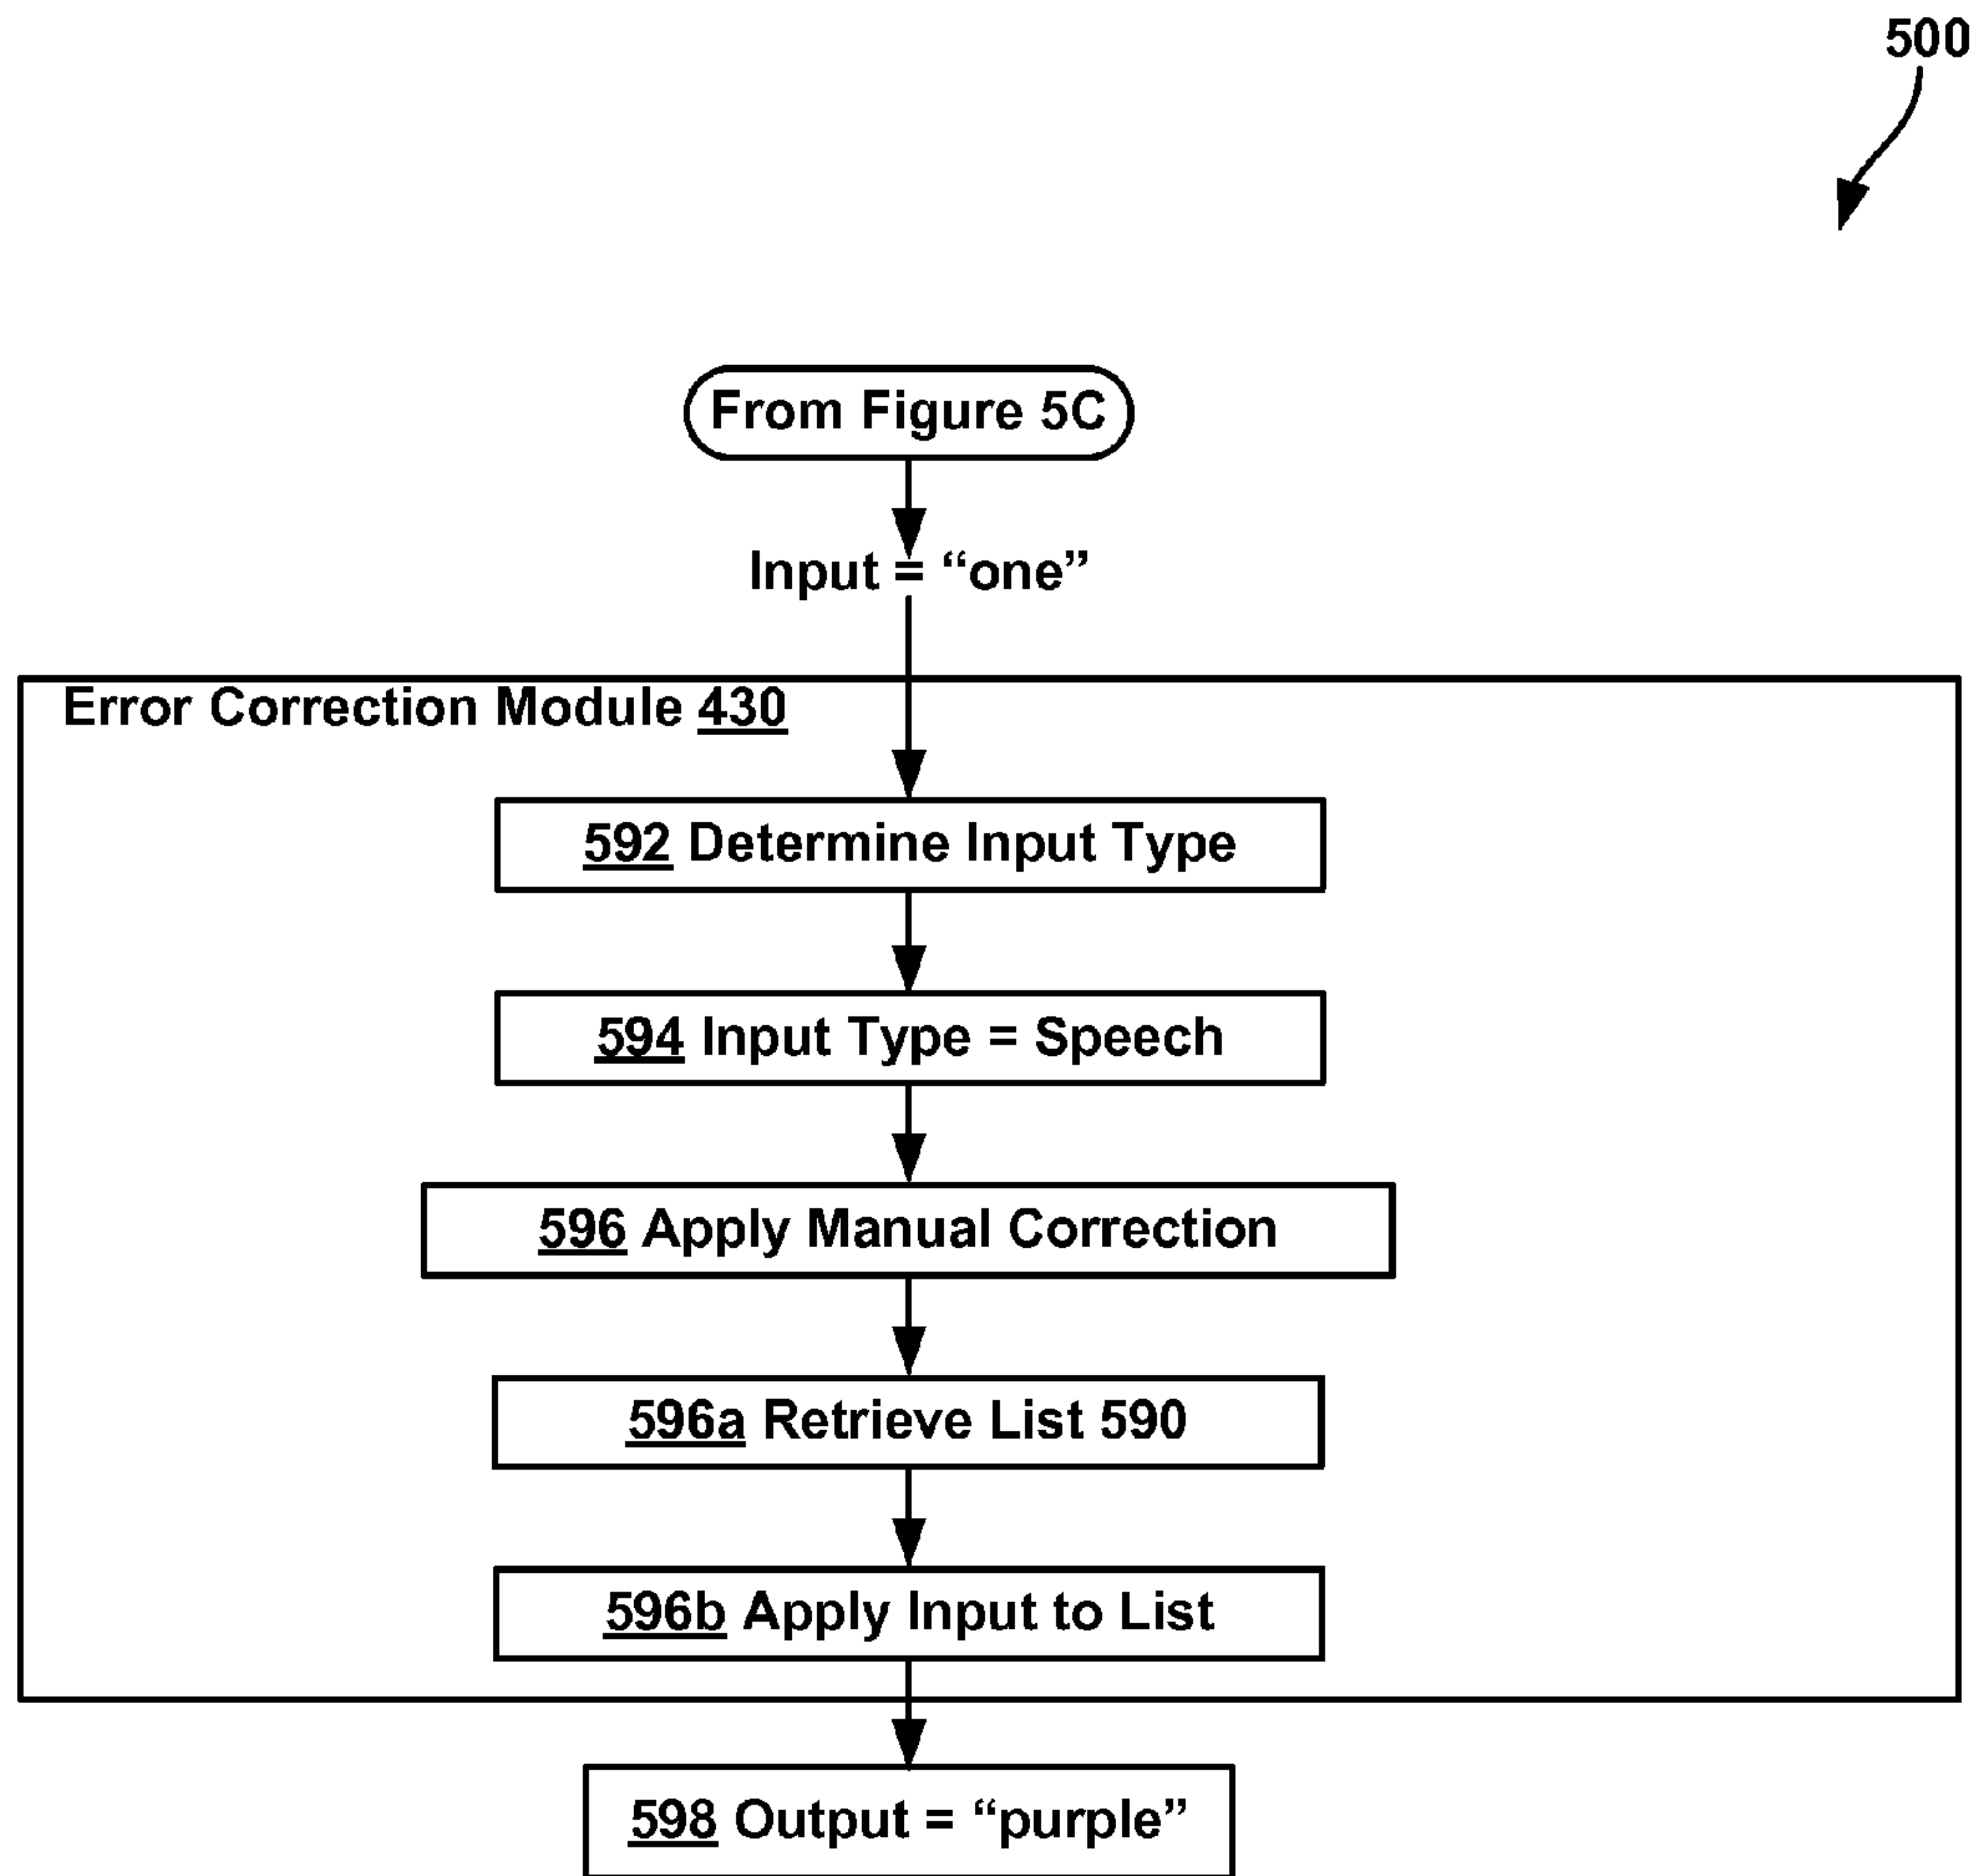 500
From Figure 5C
Input = “one”
Error Correction Module 430
592 Determine Input Type
594 Input Type = Speech
596 Apply Manual Correction
596a Retrieve List 590
596b Apply Input to List
598 Output = “purple”